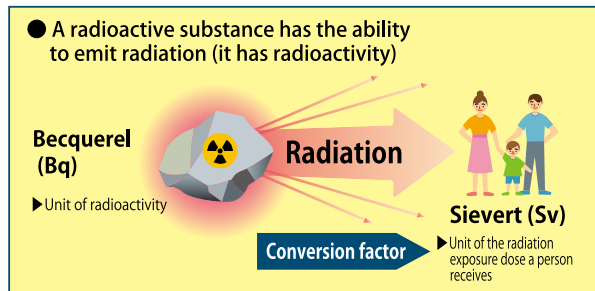 ● A radioactive substance has the ability
to emit radiation (it has radioactivity)
Becquerel
(Bq)
▶Unit of radioactivity
Radiation
Sievert (Sv)
▶Unit of the radiation
exposure dose a person
receives
Conversion factor